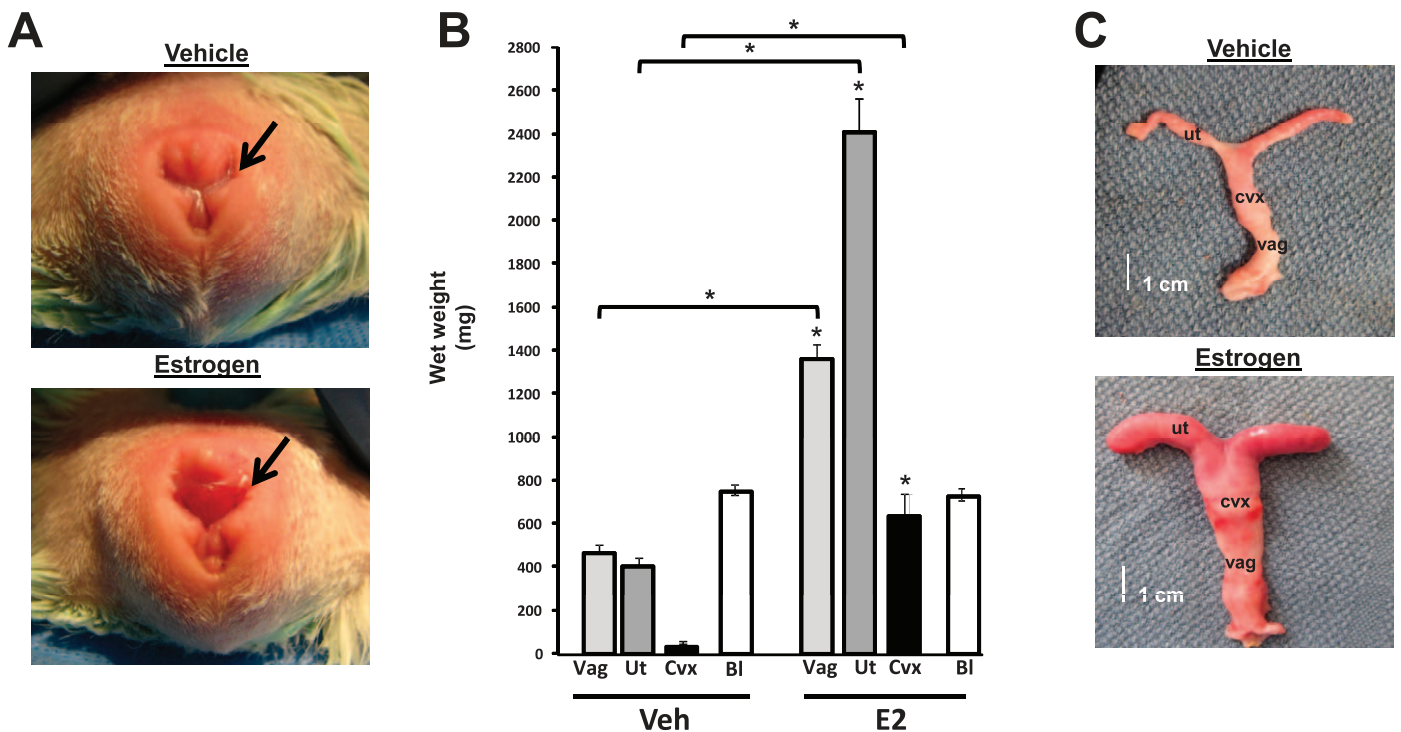 A
Vehicle
Estrogen
B
*
*
*
*
*
*
2800
2600
2400
2200
2000
1800
1600
1400
1200
1000
800
600
400
200
0
Wet weight
(mg)
Vag Ut Cvx Bl Vag Ut Cvx Bl
Veh E2
C
Vehicle
ut
cvx
vag
1 cm
Estrogen
ut
cvx
vag
1 cm